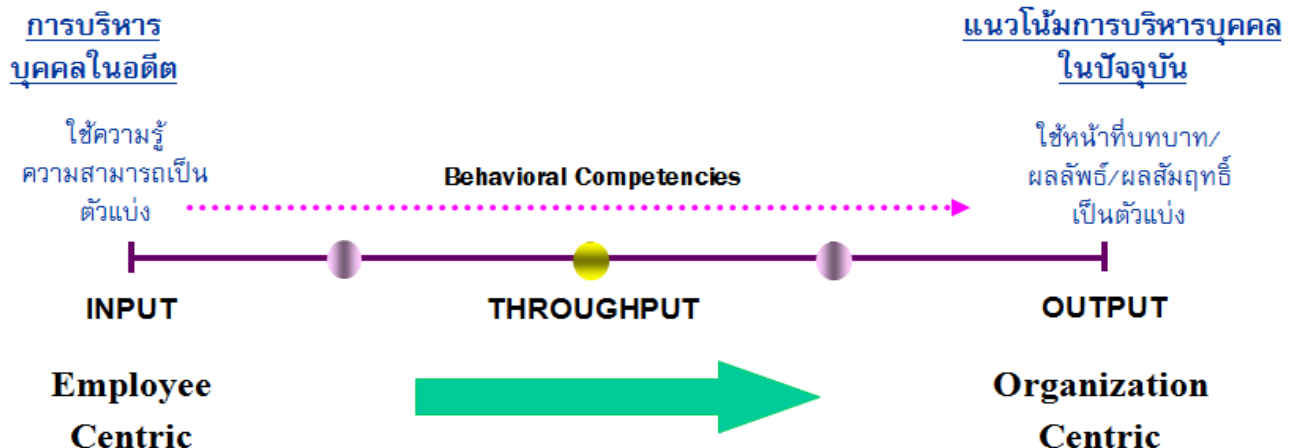 การบริหาร
บุคคลในอดีต
ใช้ความรู้
ความสามารถเป็น
ตัวแบ่ง
Behavioral Competencies
แนวโน้มการบริหารบุคคล
ในปัจจุบัน
ใช้หน้าที่บทบาท/
ผลลัพธ์/ผลสัมฤทธิ์
เป็นตัวแบ่ง
INPUT
THROUGHPUT
OUTPUT
Employee
Centric
Organization
Centric